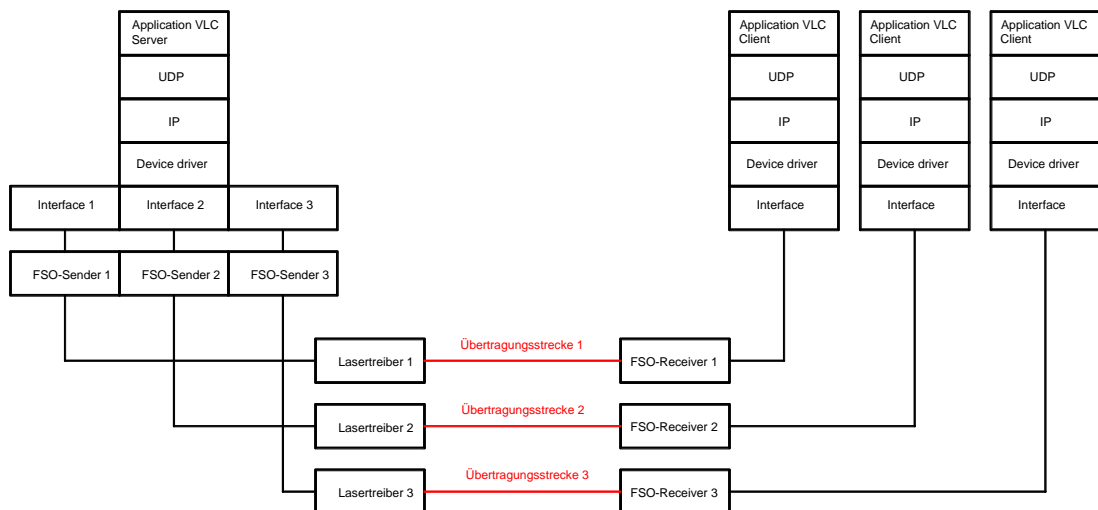 Application VLC
Server
UDP
IP
Device driver
Interface 1
Interface 2
Interface 3
FSO-Sender 1
FSO-Sender 2
FSO-Sender 3
Application VLC
Client
UDP
IP
Device driver
Interface
Application VLC
Client
UDP
IP
Device driver
Interface
Application VLC
Client
UDP
IP
Device driver
Interface
Lasertreiber 1
Übertragungsstrecke 1
FSO-Receiver 1
Lasertreiber 2
Übertragungsstrecke 2
FSO-Receiver 2
Lasertreiber 3
Übertragungsstrecke 3
FSO-Receiver 3